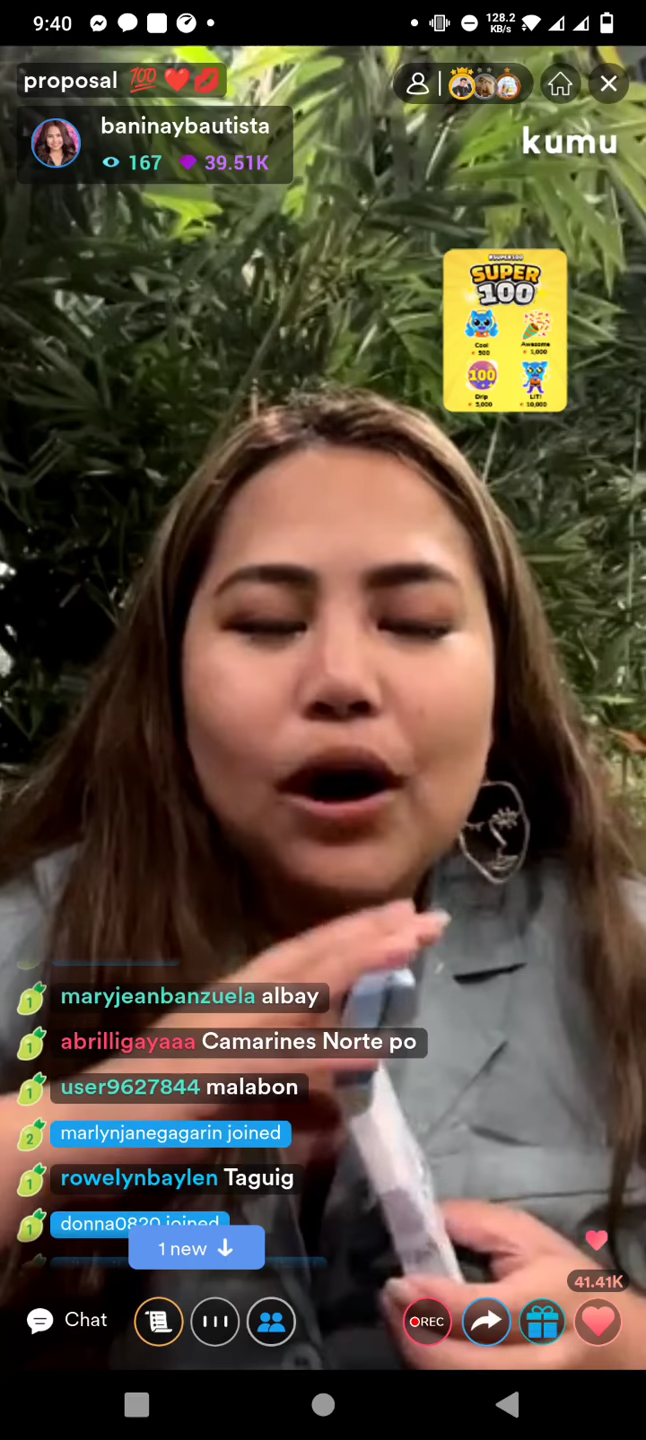 9:40
128.2
KB/s
proposal 💯❤️💋
baninaybautista
167 39.51K
kumu
#SUPER100
SUPER
100
Cool
500
Awesome
1,000
100
Drip
LIT!
10,000
maryjeanbanzuela albay
abrilligayaaa Camarines Norte po
user9627844 malabon
marlynjanegagarin joined
rowelynbaylen Taguig
donna0820 joined
1 new ↓
41.41K
Chat
REC
1
1
1
2
1
1